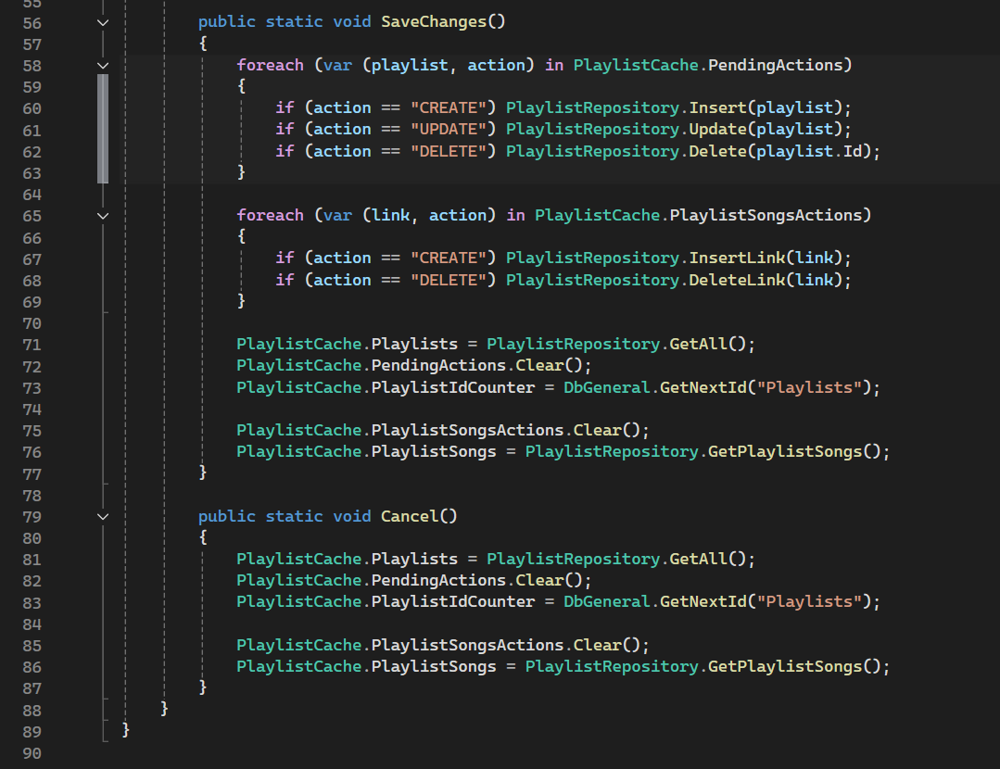 55
56 public static void SaveChanges()
57 {
58 foreach (var (playlist, action) in PlaylistCache.PendingActions)
59 {
60 if (action == "CREATE") PlaylistRepository.Insert(playlist);
61 if (action == "UPDATE") PlaylistRepository.Update(playlist);
62 if (action == "DELETE") PlaylistRepository.Delete(playlist.Id);
63 }
64
65 foreach (var (link, action) in PlaylistCache.PlaylistSongsActions)
66 {
67 if (action == "CREATE") PlaylistRepository.InsertLink(link);
68 if (action == "DELETE") PlaylistRepository.DeleteLink(link);
69 }
70
71 PlaylistCache.Playlists = PlaylistRepository.GetAll();
72 PlaylistCache.PendingActions.Clear();
73 PlaylistCache.PlaylistIdCounter = DbGeneral.GetNextId("Playlists");
74
75 PlaylistCache.PlaylistSongsActions.Clear();
76 PlaylistCache.PlaylistSongs = PlaylistRepository.GetPlaylistSongs();
77 }
78
79 public static void Cancel()
80 {
81 PlaylistCache.Playlists = PlaylistRepository.GetAll();
82 PlaylistCache.PendingActions.Clear();
83 PlaylistCache.PlaylistIdCounter = DbGeneral.GetNextId("Playlists");
84
85 PlaylistCache.PlaylistSongsActions.Clear();
86 PlaylistCache.PlaylistSongs = PlaylistRepository.GetPlaylistSongs();
87 }
88 }
89 }
90